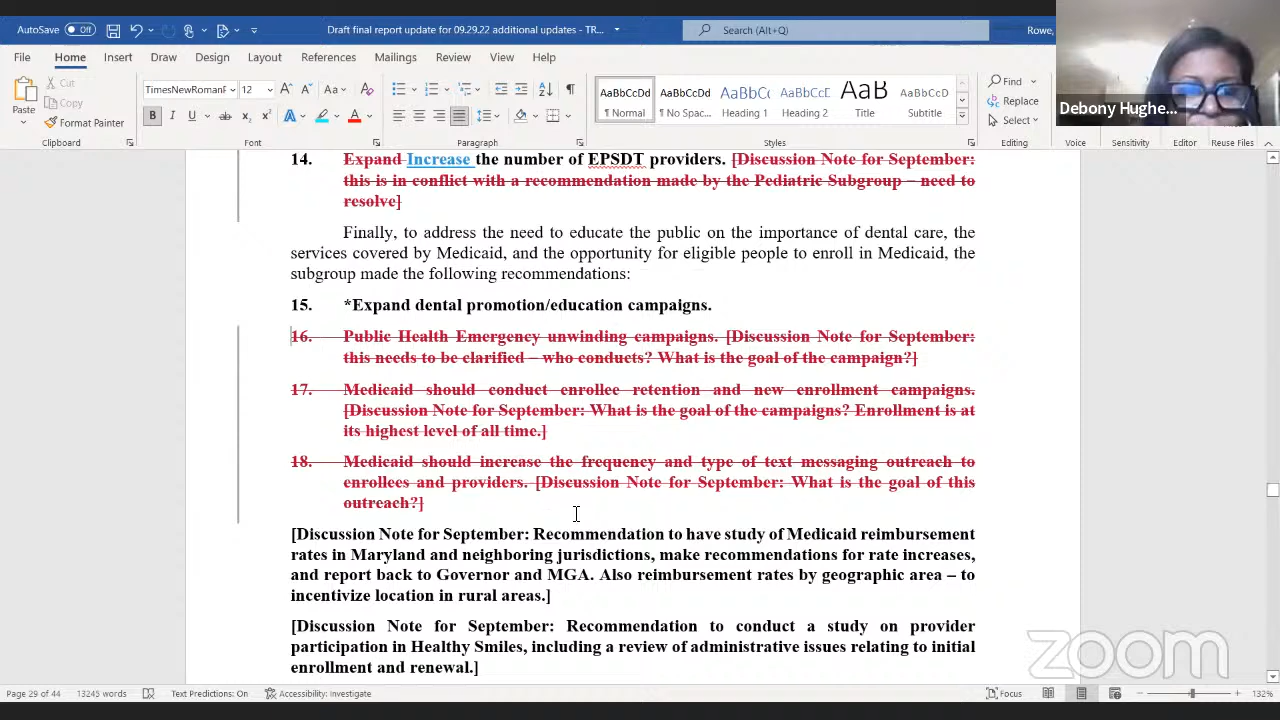 AutoSave Off Draft final report update for 09.29.22 additional updates - TR... Search (Alt+Q) Rowe,
File Home Insert Draw Design Layout References Mailings Review View Help
Debony Hughe...
Paste Cut Copy Format Painter
TimesNewRomanF 12 A A Aa
B I U ab x x A A
AaBbCcDd AaBbCcDd AaBbCc AaBbCcC AaB AaBbCcD
Normal No Spac... Heading 1 Heading 2 Title Subtitle
Find Replace Select
Clipboard Font Paragraph Styles Editing Voice Sensitivity Editor Reuse Files
14. Expand Increase the number of EPSDT providers. [Discussion Note for September:
this is in conflict with a recommendation made by the Pediatric Subgroup – need to
resolve]
Finally, to address the need to educate the public on the importance of dental care, the
services covered by Medicaid, and the opportunity for eligible people to enroll in Medicaid, the
subgroup made the following recommendations:
15. *Expand dental promotion/education campaigns.
16. Public Health Emergency unwinding campaigns. [Discussion Note for September:
this needs to be clarified – who conducts? What is the goal of the campaign?]
17. Medicaid should conduct enrollee retention and new enrollment campaigns.
[Discussion Note for September: What is the goal of the campaigns? Enrollment is at
its highest level of all time.]
18. Medicaid should increase the frequency and type of text messaging outreach to
enrollees and providers. [Discussion Note for September: What is the goal of this
outreach?]
[Discussion Note for September: Recommendation to have study of Medicaid reimbursement
rates in Maryland and neighboring jurisdictions, make recommendations for rate increases,
and report back to Governor and MGA. Also reimbursement rates by geographic area – to
incentivize location in rural areas.]
[Discussion Note for September: Recommendation to conduct a study on provider
participation in Healthy Smiles, including a review of administrative issues relating to initial
enrollment and renewal.]
zoom
Page 29 of 44 13245 words Text Predictions: On Accessibility: Investigate Focus 132%